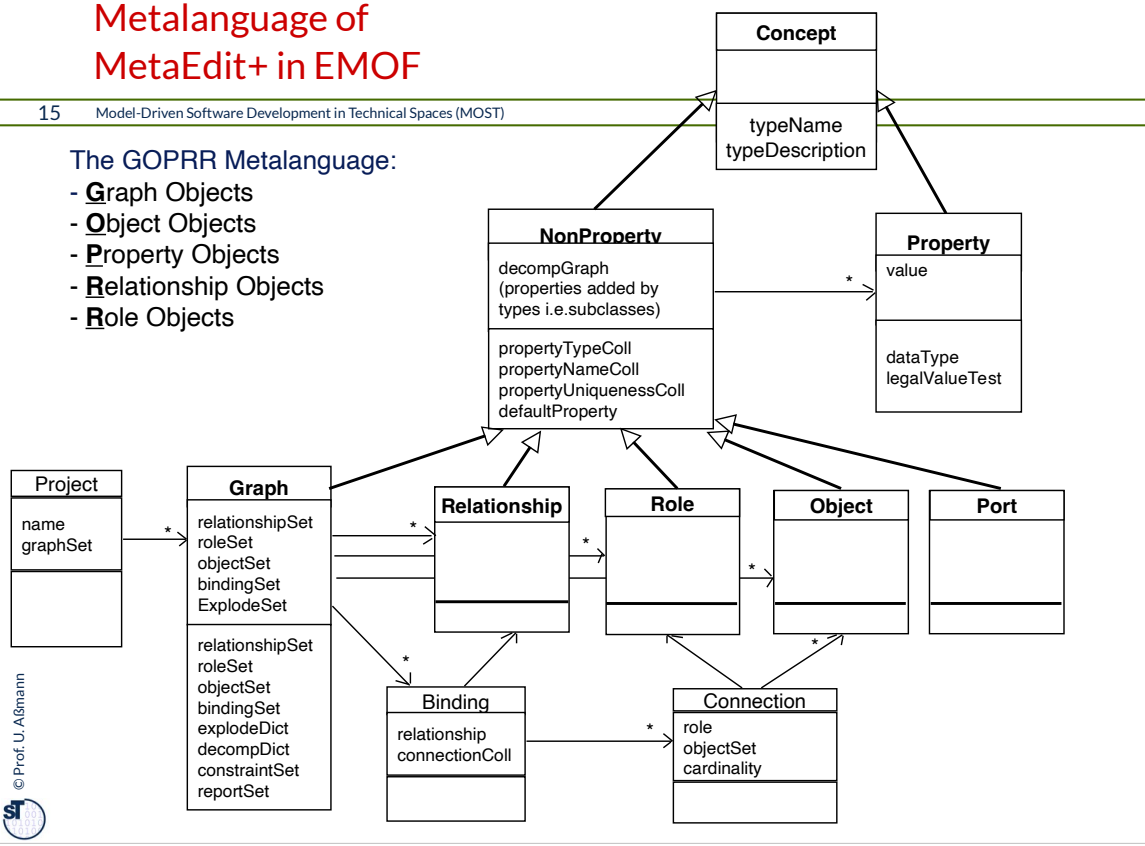 Metalanguage of
MetaEdit+ in EMOF
15 Model-Driven Software Development in Technical Spaces (MOST)
The GOPRR Metalanguage:
- Graph Objects
- Object Objects
- Property Objects
- Relationship Objects
- Role Objects
Concept
typeName
typeDescription
NonProperty
decompGraph
(properties added by
types i.e.subclasses)
propertyTypeColl
propertyNameColl
propertyUniquenessColl
defaultProperty
*
Property
value
dataType
legalValueTest
Project
name
graphSet
*
Graph
relationshipSet
roleSet
objectSet
bindingSet
ExplodeSet
relationshipSet
roleSet
objectSet
bindingSet
explodeDict
decompDict
constraintSet
reportSet
*
Relationship
*
Role
*
Object
Port
*
Binding
relationship
connectionColl
*
Connection
role
objectSet
cardinality
*
© Prof. U. Aßmann
ST